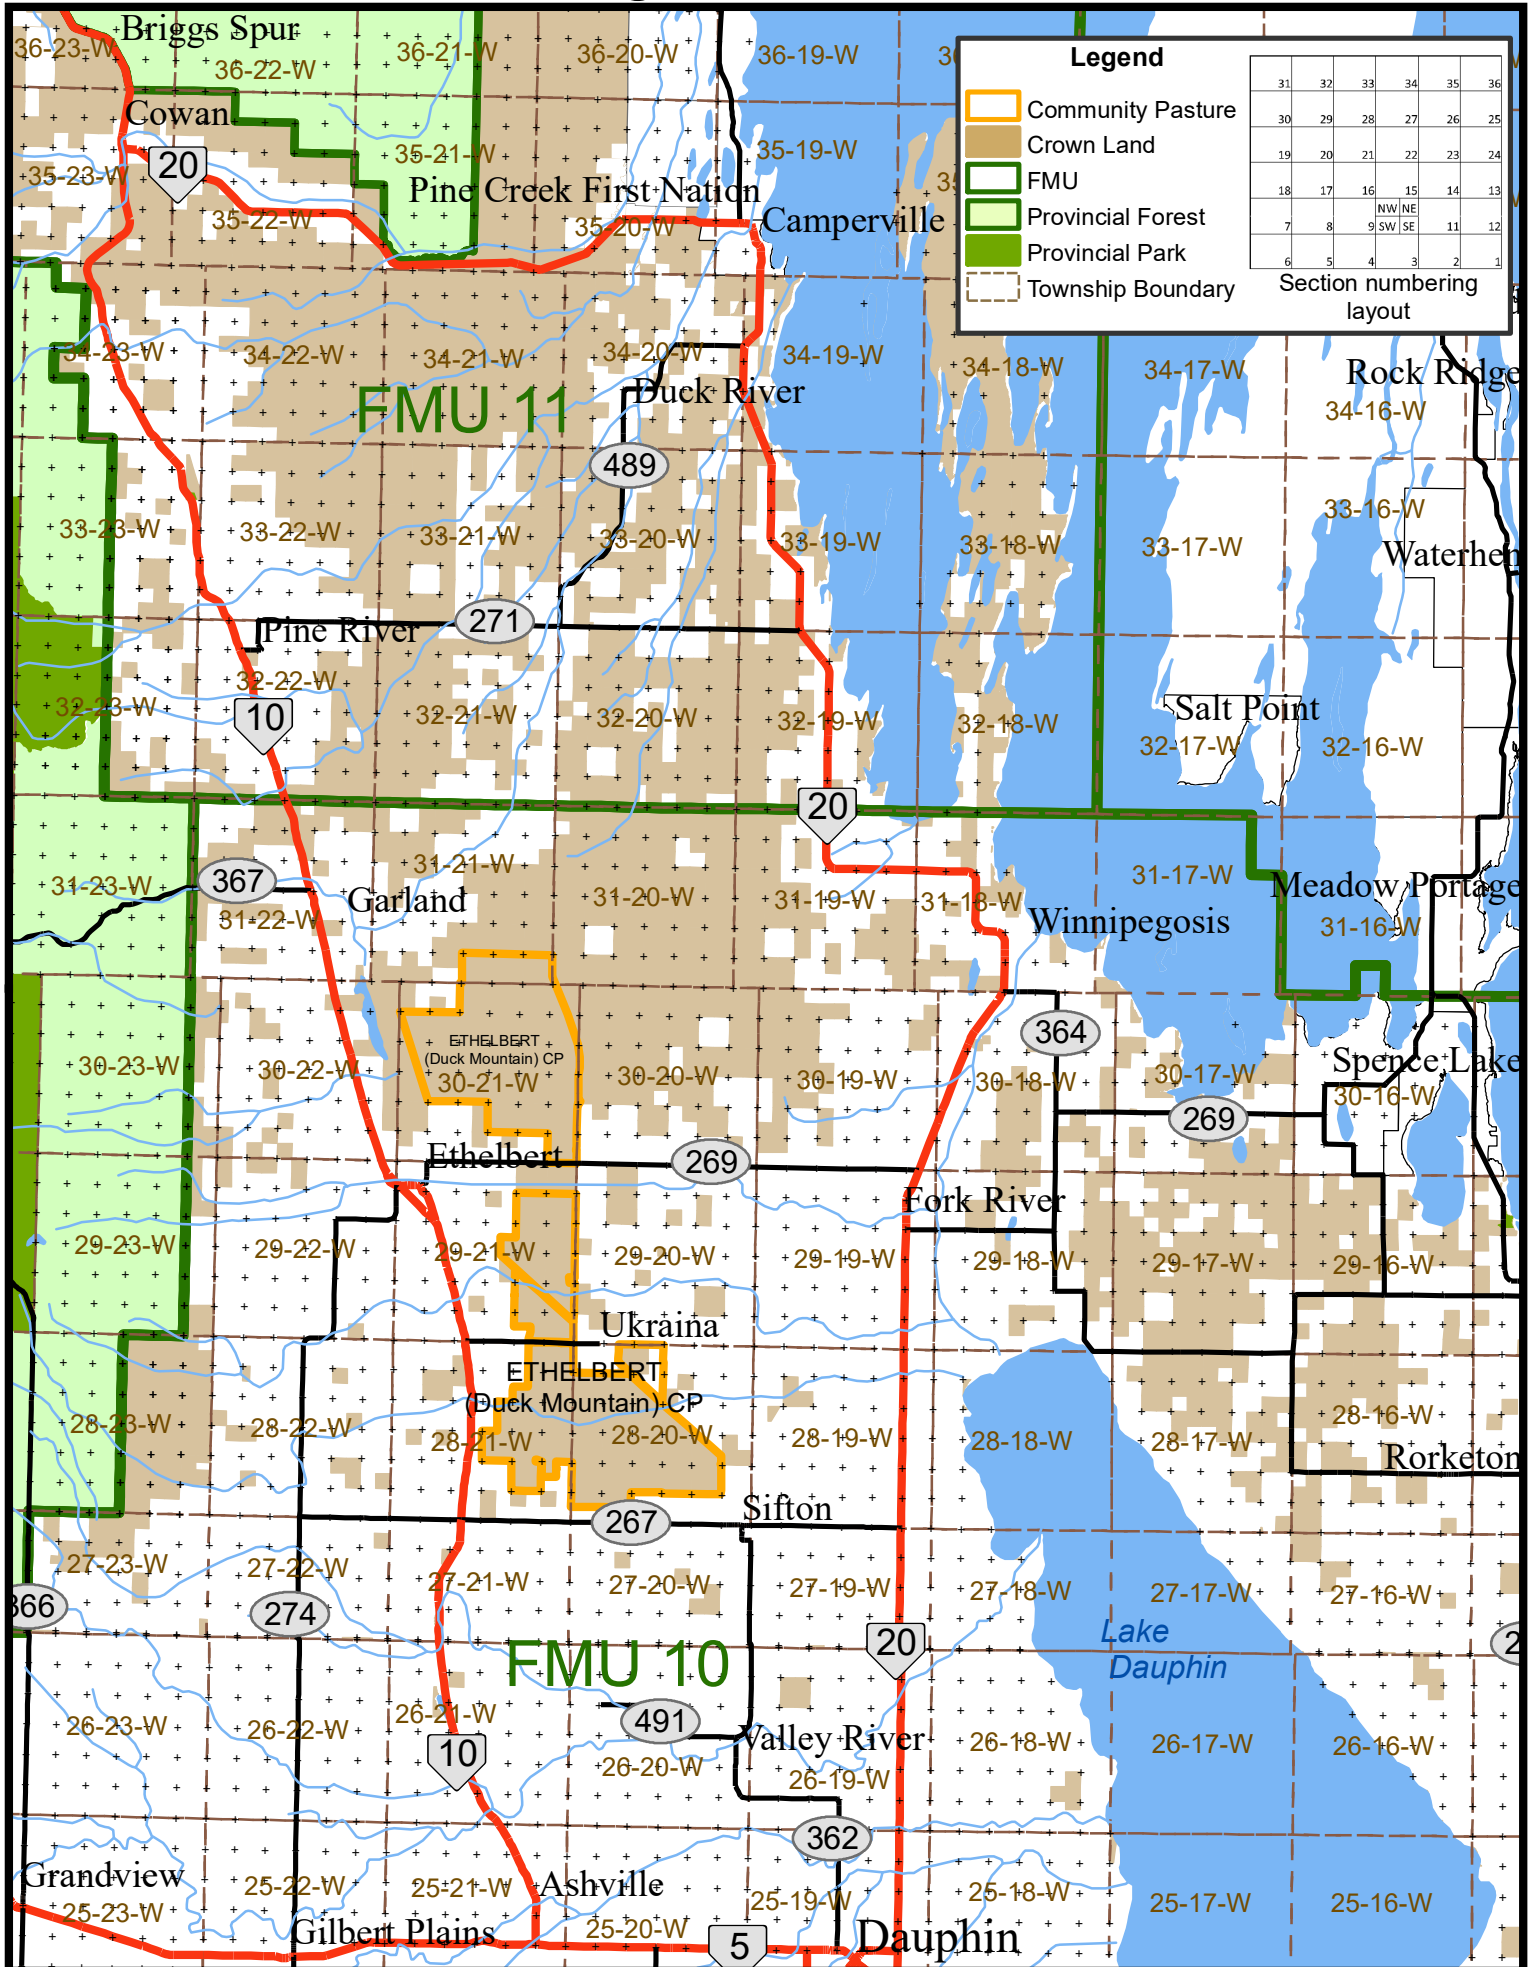 Briggs Spur
36-23-W
36-22-W
36-21-W
36-20-W
36-19-W
Legend
Community Pasture
Crown Land
FMU
Provincial Forest
Provincial Park
Township Boundary
31 32 33 34 35 36
30 29 28 27 26 25
19 20 21 22 23 24
18 17 16 15 14 13
NW NE
7 8 9 SW SE 11 12
6 5 4 3 2 1
Section numbering
layout
Cowan
20
35-23-W
35-22-W
35-21-W
Pine Creek First Nation
35-20-W
35-19-W
Camperville
34-23-W
34-22-W
34-21-W
34-20-W
34-19-W
34-18-W
34-17-W
Rock Ridge
34-16-W
FMU 11
Duck River
489
33-23-W
33-22-W
33-21-W
33-20-W
33-19-W
33-18-W
33-17-W
33-16-W
Waterhen
Pine River
271
32-23-W
32-22-W
10
32-21-W
32-20-W
32-19-W
32-18-W
Salt Point
32-17-W
32-16-W
20
31-23-W
367
31-22-W
Garland
31-21-W
31-20-W
31-19-W
31-18-W
Winnipegosis
31-17-W
Meadow Portage
31-16-W
364
ETHELBERT
(Duck Mountain) CP
30-23-W
30-22-W
30-21-W
30-20-W
30-19-W
30-18-W
30-17-W
Spence Lake
30-16-W
269
Ethelbert
269
Fork River
29-23-W
29-22-W
29-21-W
29-20-W
29-19-W
29-18-W
29-17-W
29-16-W
Ukraina
ETHELBERT
(Duck Mountain) CP
28-23-W
28-22-W
28-21-W
28-20-W
28-19-W
28-18-W
28-17-W
28-16-W
Rorketon
Sifton
267
27-23-W
27-22-W
27-21-W
27-20-W
27-19-W
27-18-W
27-17-W
27-16-W
366
274
20
Lake
Dauphin
FMU 10
26-23-W
26-22-W
26-21-W
10
491
Valley River
26-20-W
26-19-W
26-18-W
26-17-W
26-16-W
362
Grandview
25-23-W
25-22-W
25-21-W
Ashville
25-20-W
25-19-W
25-18-W
25-17-W
25-16-W
Gilbert Plains
5
Dauphin